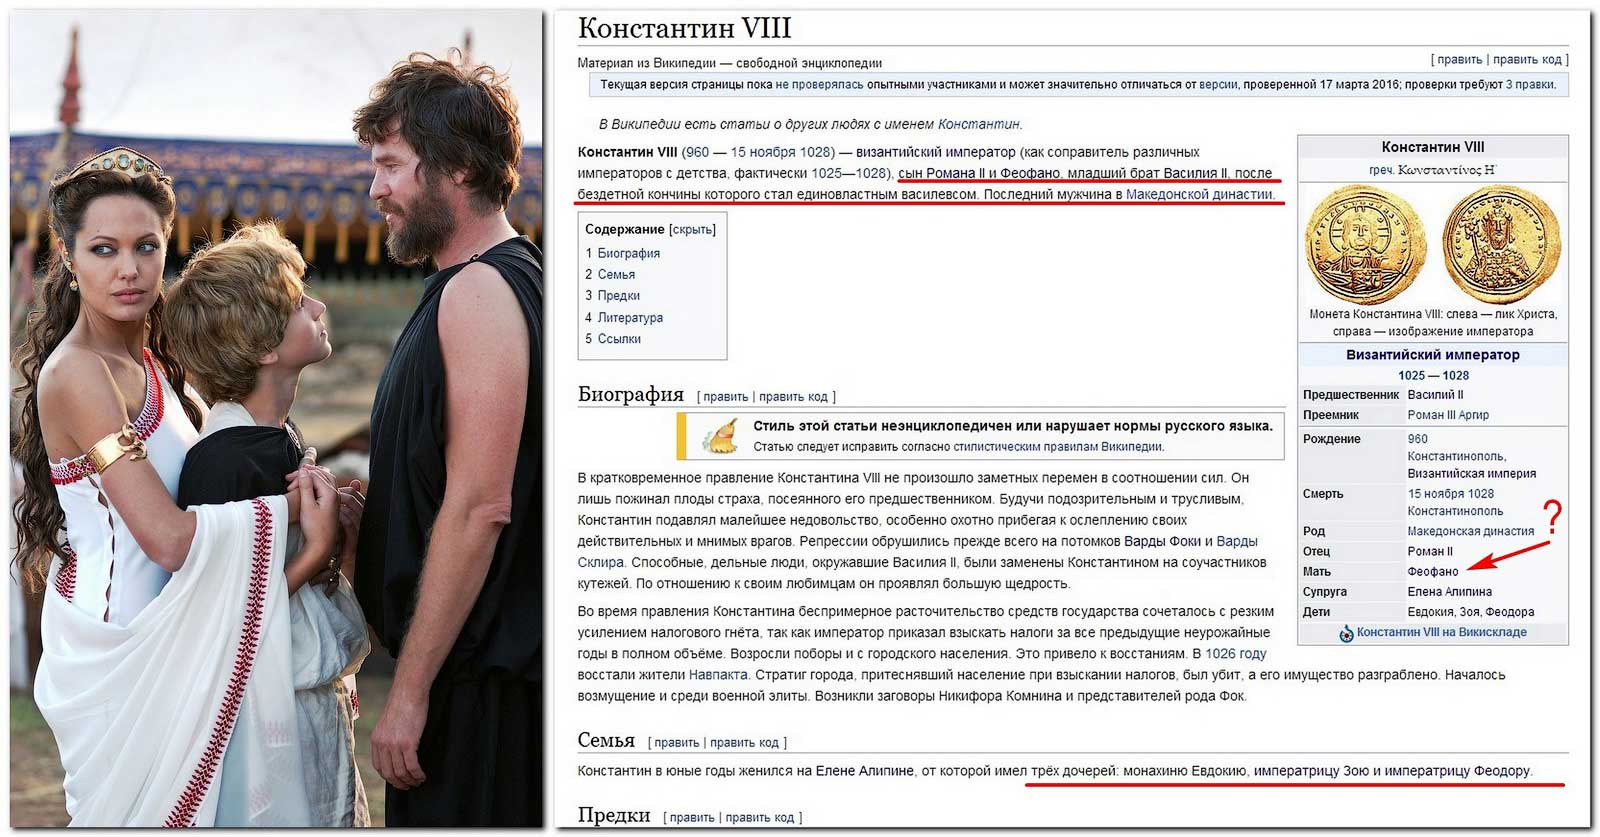 Константин VIII
[ править | править код ]
Материал из Википедии — свободной энциклопедии
Текущая версия страницы пока не проверялась опытными участниками и может значительно отличаться от версии, проверенной 17 марта 2016; проверки требуют 3 правки.
В Википедии есть статьи о других людях с именем Константин.
Константин VIII (960 — 15 ноября 1028) — византийский император (как соправитель различных
императоров с детства, фактически 1025—1028), сын Романа II и Феофано, младший брат Василия II, после
бездетной кончины которого стал единовластным василевсом. Последний мужчина в Македонской династии.
Содержание [скрыть]
1 Биография
2 Семья
3 Предки
4 Литература
5 Ссылки
Биография [ править | править код ]
Стиль этой статьи неэнциклопедичен или нарушает нормы русского языка.
Статью следует исправить согласно стилистическим правилам Википедии.
В кратковременное правление Константина VIII не произошло заметных перемен в соотношении сил. Он
лишь пожинал плоды страха, посеянного его предшественником. Будучи подозрительным и трусливым,
Константин подавлял малейшее недовольство, особенно охотно прибегая к ослеплению своих
действительных и мнимых врагов. Репрессии обрушились прежде всего на потомков Варды Фоки и Варды
Склира. Способные, дельные люди, окружавшие Василия II, были заменены Константином на соучастников
кутежей. По отношению к своим любимцам он проявлял большую щедрость.
Во время правления Константина беспримерное расточительство средств государства сочеталось с резким
усилением налогового гнёта, так как император приказал взыскать налоги за все предыдущие неурожайные
годы в полном объёме. Возросли поборы и с городского населения. Это привело к восстаниям. В 1026 году
восстали жители Навпакта. Стратиг города, притеснявший население при взыскании налогов, был убит, а его имущество разграблено. Началось
возмущение и среди военной элиты. Возникли заговоры Никифора Комнина и представителей рода Фок.
Семья [ править | править код ]
Константин в юные годы женился на Елене Алипине, от которой имел трёх дочерей: монахиню Евдокию, императрицу Зою и императрицу Феодору.
Предки [ править | править код ]
Константин VIII
греч. Κωνσταντίνος Η΄
Монета Константина VIII: слева — лик Христа,
справа — изображение императора
Византийский император
1025 — 1028
Предшественник Василий II
Преемник Роман III Аргир
Рождение 960
Константинополь,
Византийская империя
Смерть 15 ноября 1028
Константинополь
?
Род Македонская династия
Отец Роман II
Мать Феофано
Супруга Елена Алипина
Дети Евдокия, Зоя, Феодора
Константин VIII на Викискладе